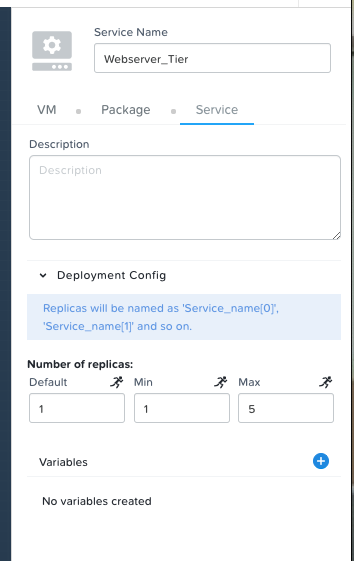 Service Name
Webserver_Tier
VM Package Service
Description
Description
Deployment Config
Replicas will be named as 'Service_name[0]',
'Service_name[1]' and so on.
Number of replicas:
Default Min Max
1 1 5
Variables
No variables created